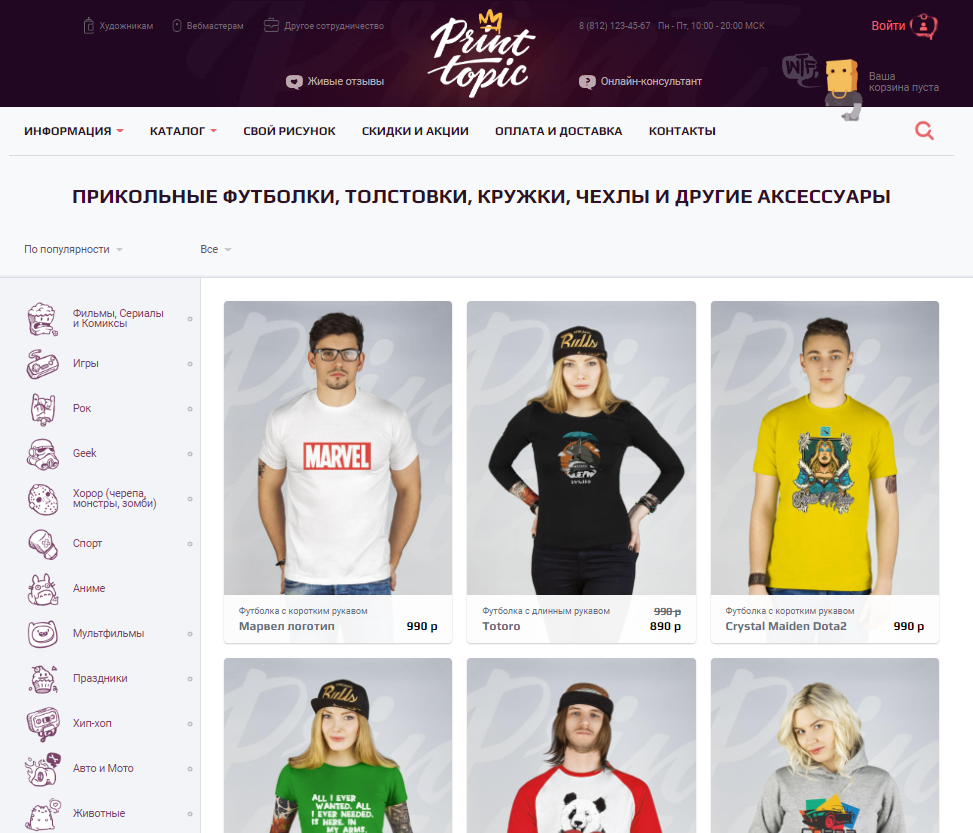 Художникам
Вебмастерам
Другое сотрудничество
Print
topic
8 (812) 123-45-67 Пн - Пт, 10:00 - 20:00 МСК
Войти
Живые отзывы
Онлайн-консультант
WTF
Ваша
корзина пуста
ИНФОРМАЦИЯ
КАТАЛОГ
СВОЙ РИСУНОК
СКИДКИ И АКЦИИ
ОПЛАТА И ДОСТАВКА
КОНТАКТЫ
ПРИКОЛЬНЫЕ ФУТБОЛКИ, ТОЛСТОВКИ, КРУЖКИ, ЧЕХЛЫ И ДРУГИЕ АКСЕССУАРЫ
По популярности
Все
Фильмы, Сериалы
и Комиксы
Игры
Рок
Geek
Хорор (черепа,
монстры, зомби)
Спорт
Аниме
Мультфильмы
Праздники
Хип-хоп
Авто и Мото
Животные
MARVEL
Футболка с коротким рукавом
Марвел логотип
990 р
Bulls
Футболка с длинным рукавом
990 р
Totoro
890 р
Футболка с коротким рукавом
Crystal Maiden Dota2
990 р
Bulls
ALL I EVER
WANTED. ALL
I EVER NEEDED.
IS HERE. IN
MY ARMS.